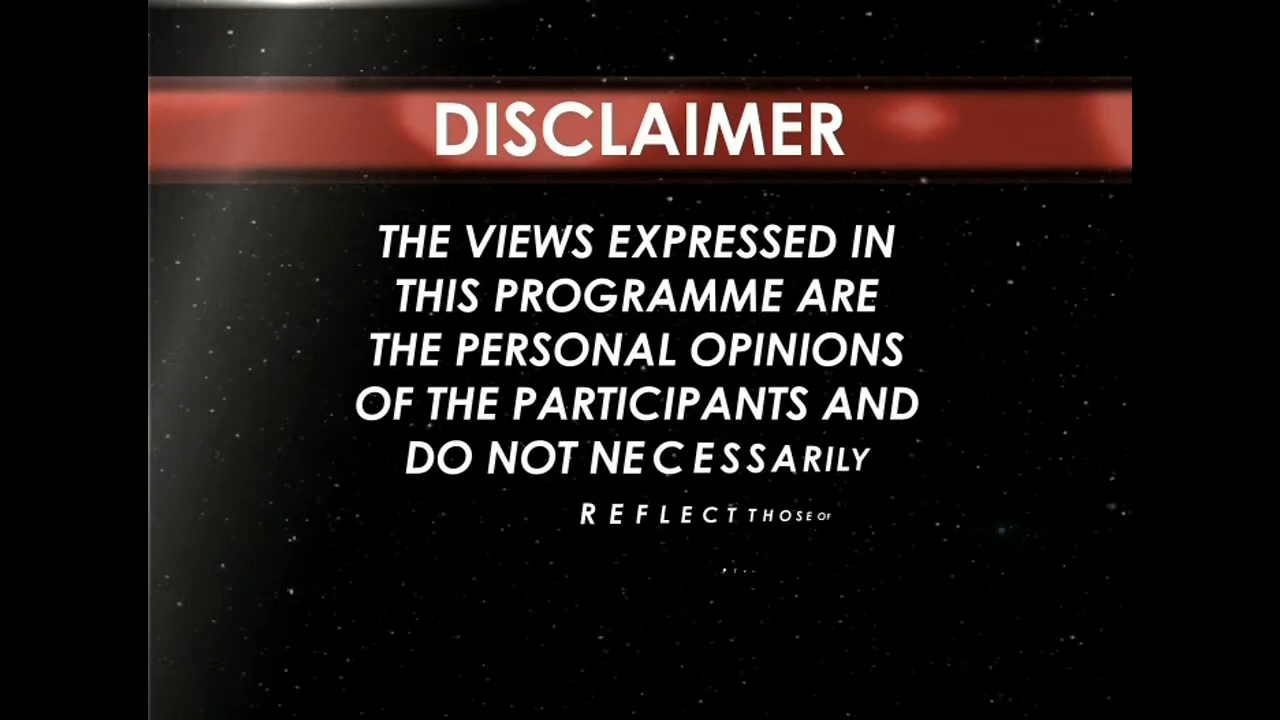 DISCLAIMER
THE VIEWS EXPRESSED IN
THIS PROGRAMME ARE
THE PERSONAL OPINIONS
OF THE PARTICIPANTS AND
DO NOT NECESSARILY
REFLECT THOSE OF